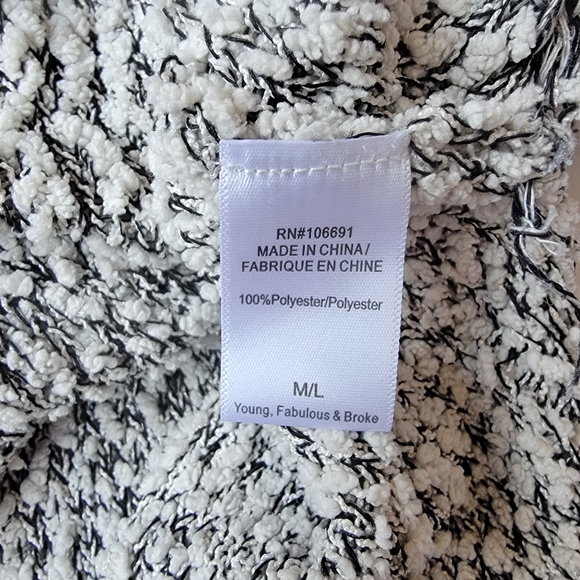 RN#106691
MADE IN CHINA/
FABRIQUE EN CHINE
100%Polyester/Polyester
M/L
Young, Fabulous & Broke